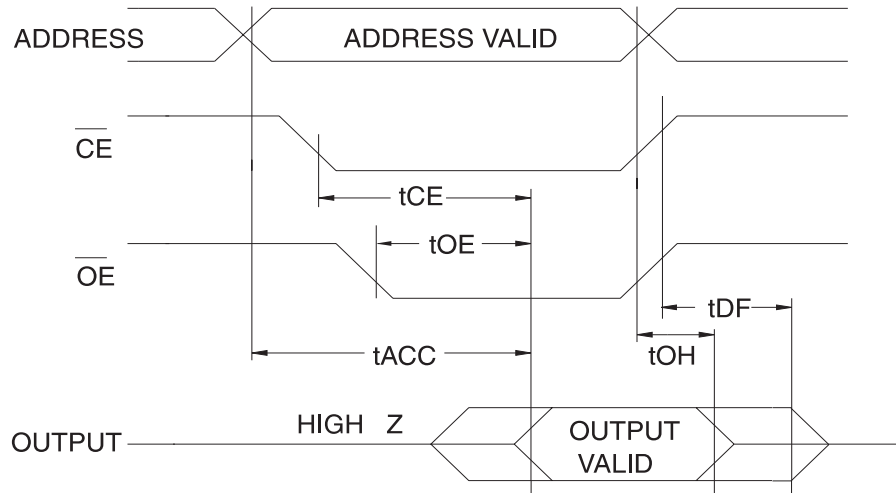 ADDRESS
ADDRESS VALID
CE
tCE
tOE
OE
tDF
tACC
tOH
HIGH Z
OUTPUT
OUTPUT
VALID